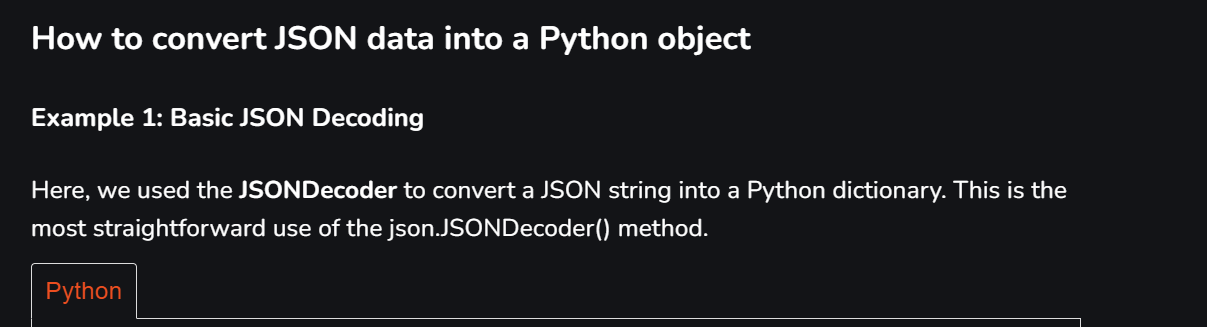 How to convert JSON data into a Python object
Example 1: Basic JSON Decoding
Here, we used the JSONDecoder to convert a JSON string into a Python dictionary. This is the
most straightforward use of the json.JSONDecoder() method.
Python